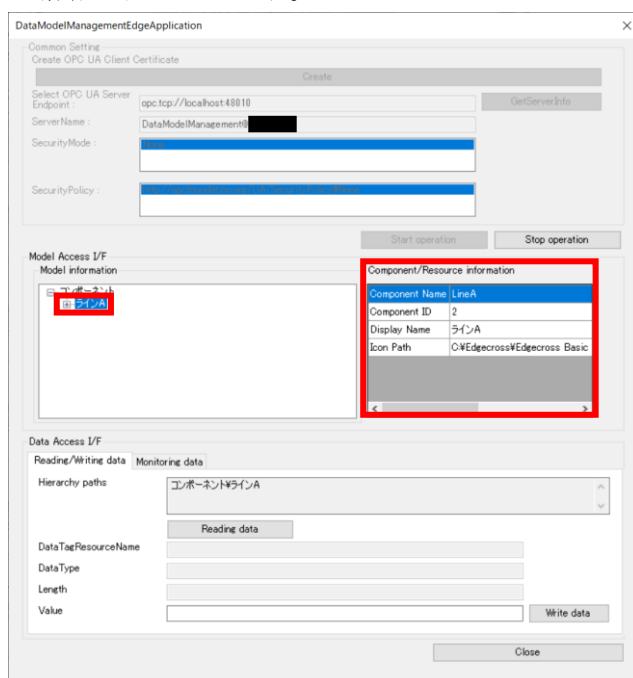 DataModelManagementEdgeApplication
Common Setting
Create OPC UA Client Certificate
Create
Select OPC UA Server
Endpoint :
opc.tcp://localhost:48010
GetServerInfo
ServerName :
DataModelManagement@
SecurityMode :
None
SecurityPolicy :
Start operation
Stop operation
Model Access I/F
Model information
コンポーネント
ラインA
Component/Resource information
Component Name LineA
Component ID 2
Display Name ラインA
Icon Path C:¥Edgecross¥Edgecross Basic
Data Access I/F
Reading/Writing data Monitoring data
Hierarchy paths
コンポーネント¥ラインA
Reading data
DataTagResourceName
DataType
Length
Value
Write data
Close